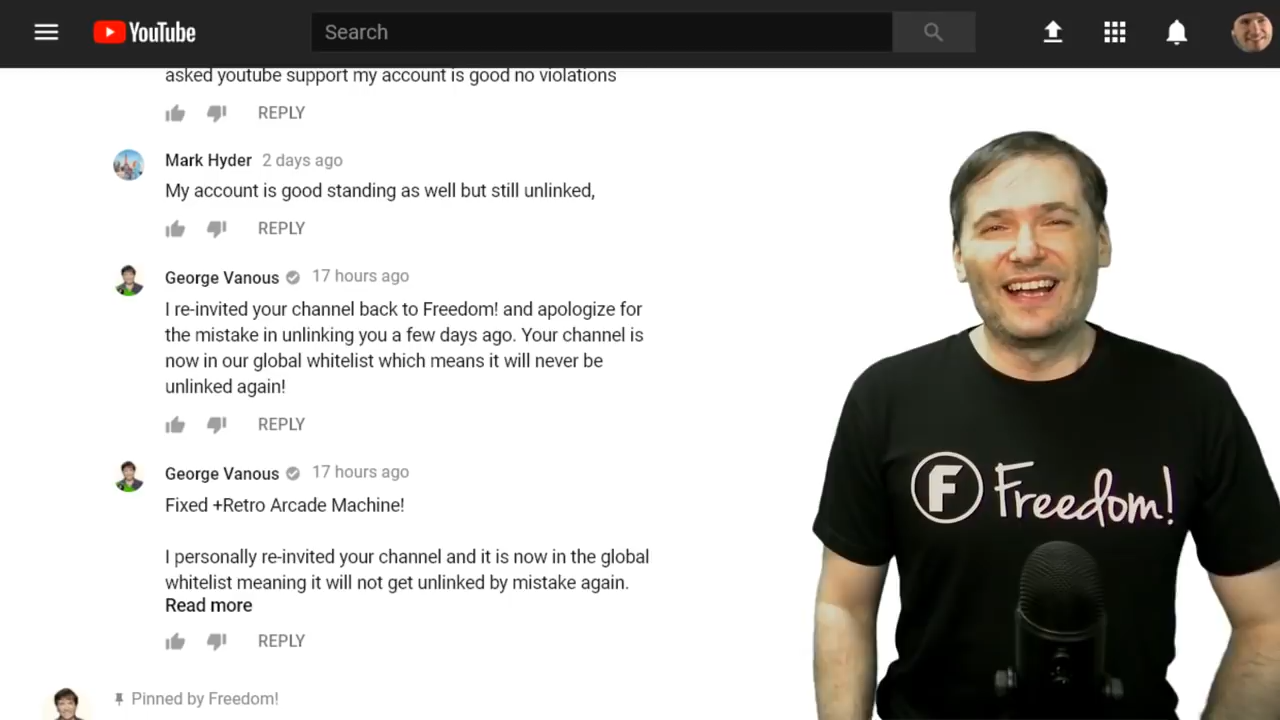 YouTube
Search
asked youtube support my account is good no violations
REPLY
Mark Hyder 2 days ago
My account is good standing as well but still unlinked,
REPLY
George Vanous 17 hours ago
I re-invited your channel back to Freedom! and apologize for
the mistake in unlinking you a few days ago. Your channel is
now in our global whitelist which means it will never be
unlinked again!
REPLY
George Vanous 17 hours ago
Fixed +Retro Arcade Machine!
I personally re-invited your channel and it is now in the global
whitelist meaning it will not get unlinked by mistake again.
Read more
REPLY
Pinned by Freedom!
F Freedom!